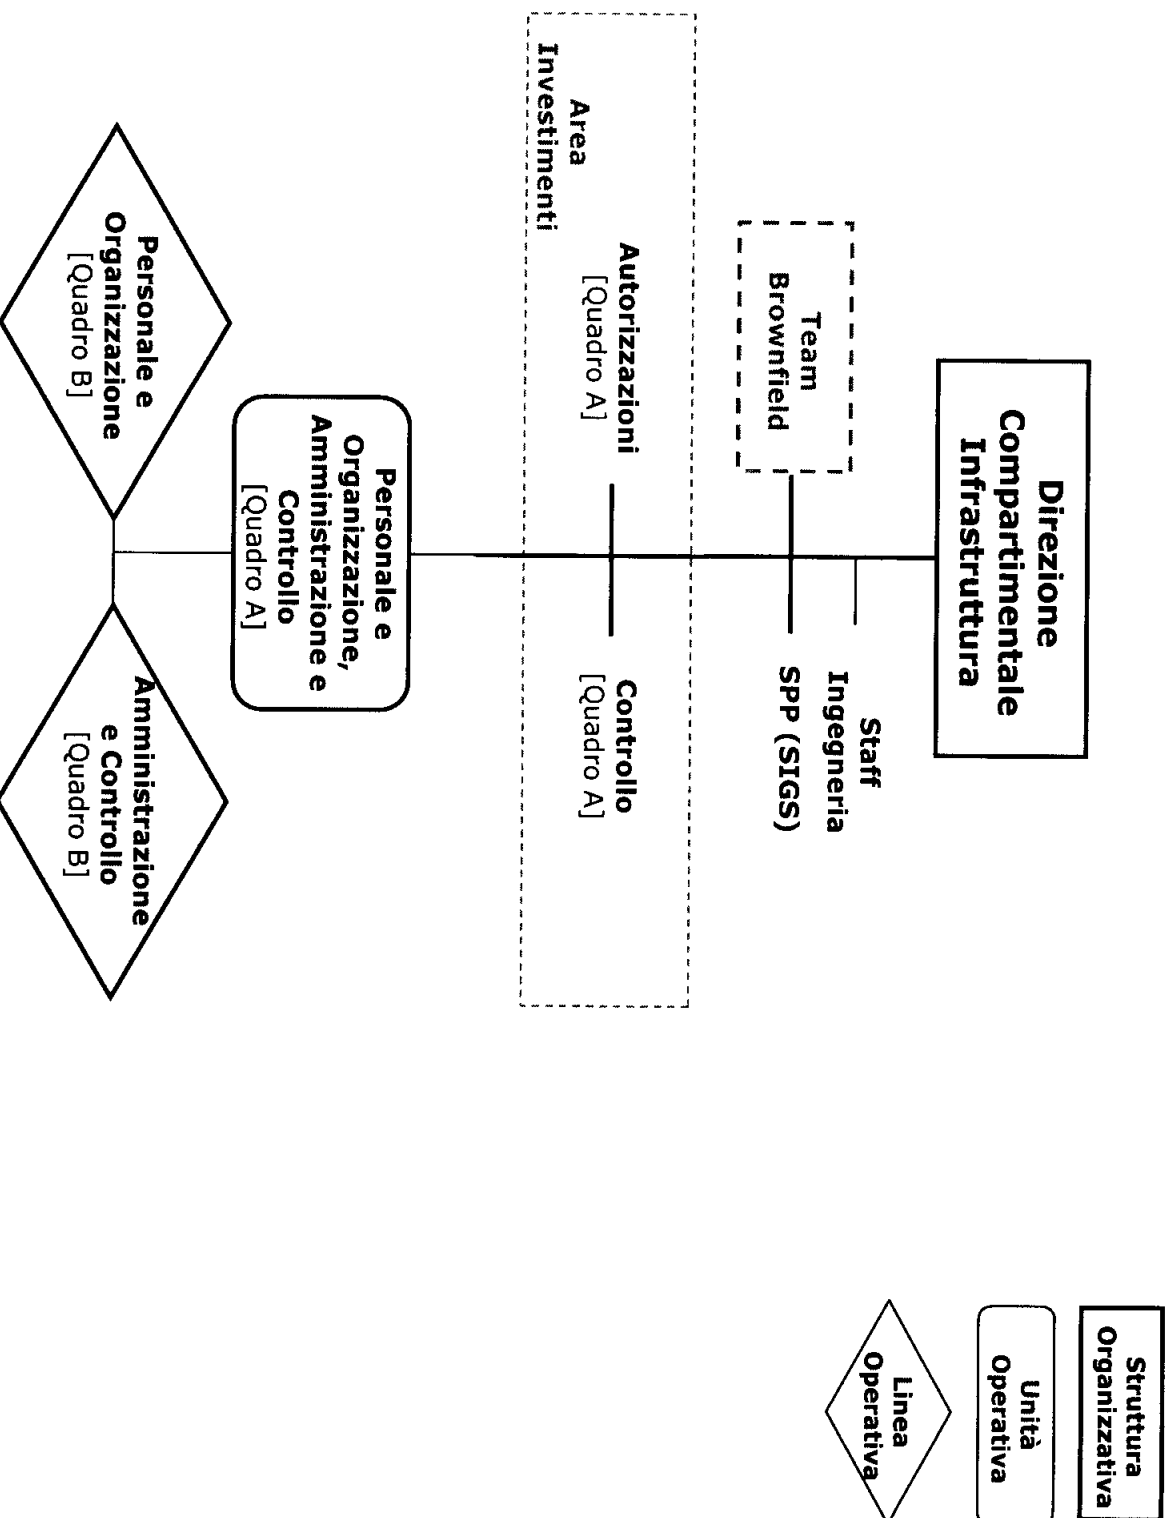 Direzione
Compartimentale
Infrastruttura
Staff
Ingegneria
Team
Brownfield
SPP (SIGS)
Autorizzazioni
[Quadro A]
Controllo
[Quadro A]
Area
Investimenti
Personale e
Organizzazione,
Amministrazione e
Controllo
[Quadro A]
Personale e
Organizzazione
[Quadro B]
Amministrazione
e Controllo
[Quadro B]
Struttura
Organizzativa
Unità
Operativa
Linea
Operativa